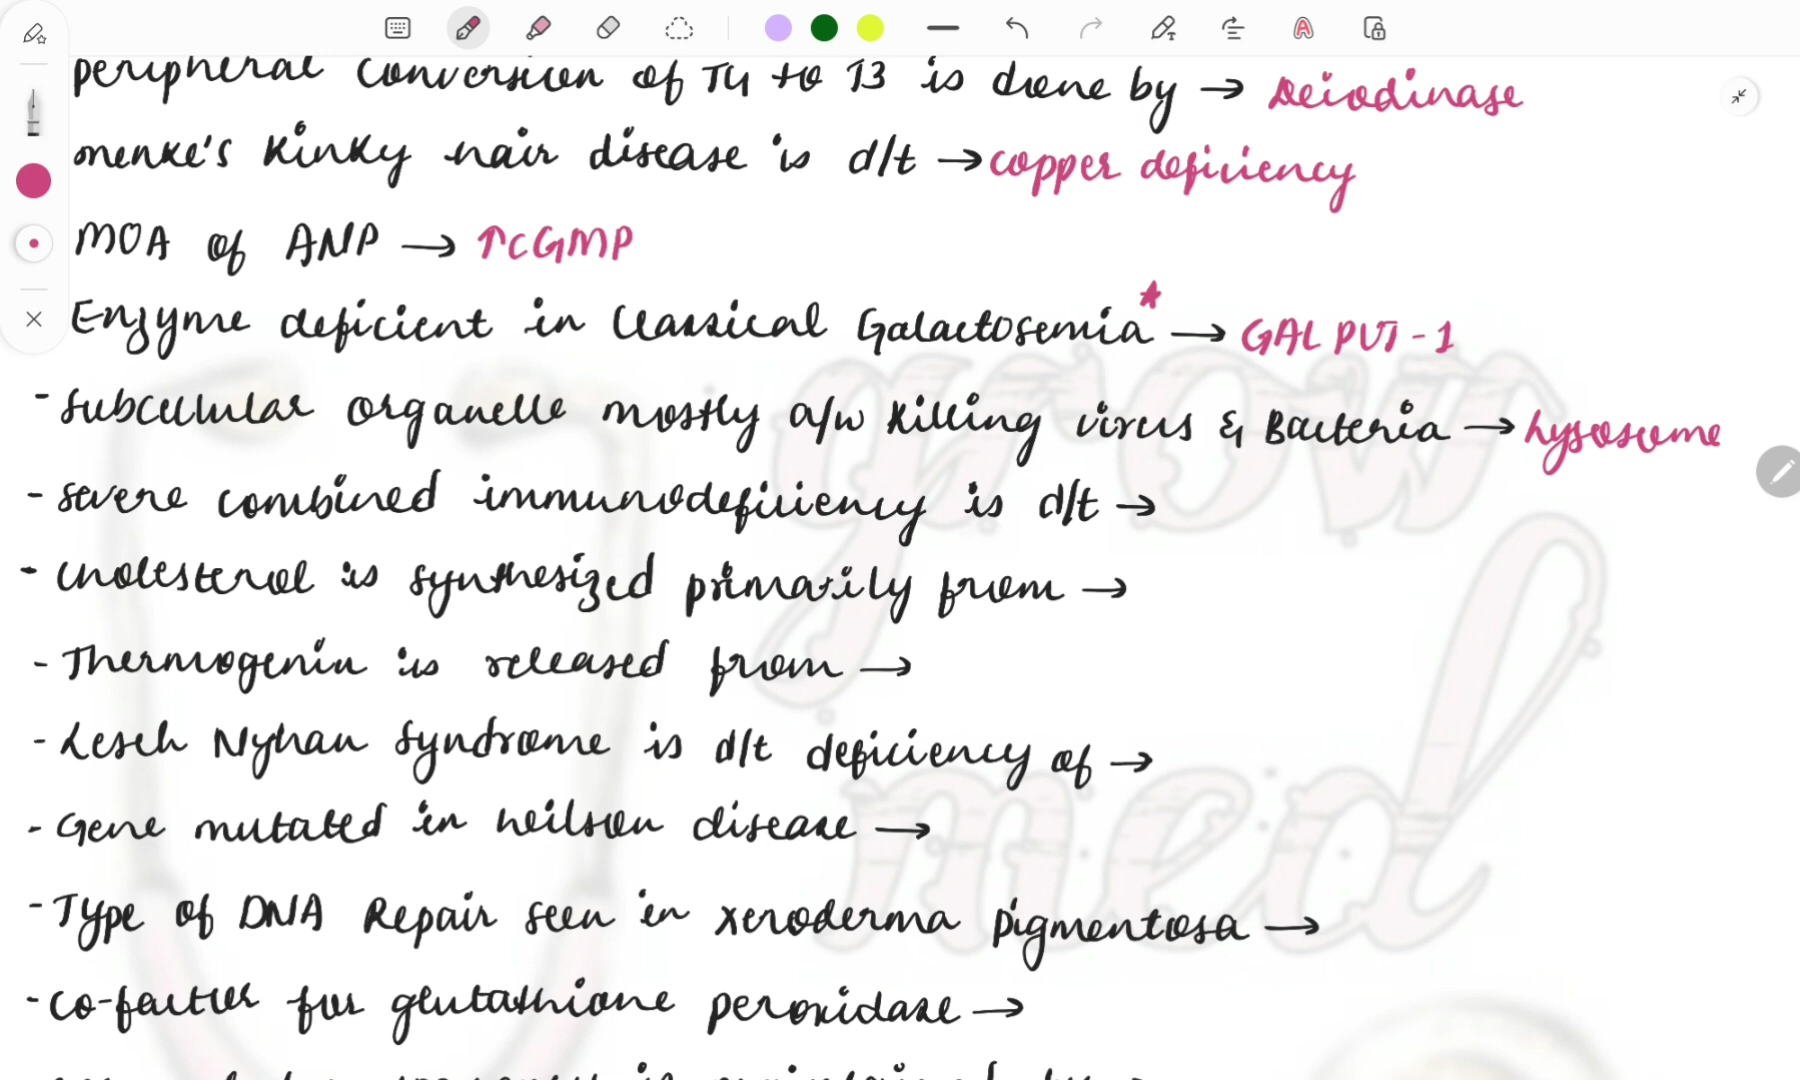 peripheral conversion of T4 to T3 is done by → Deiodinase
menke's Kinky hair disease is d/t → copper deficiency
MOA of ANP → ↑cGMP
Enzyme deficient in Classical Galactosemia* → GALPUT-1
- subcellular organelle mostly a/w killing virus & Bacteria → lysosome
- severe combined immunodeficiency is d/t →
- cholesterol is synthesized primarily from →
- Thermogenin is released from →
- Lesch Nyhan syndrome is d/t deficiency of →
- Gene mutated in disease →
- Type of DNA Repair seen in xeroderma pigmentosa →
- co-factor for glutathione peroxidase →
grow
med